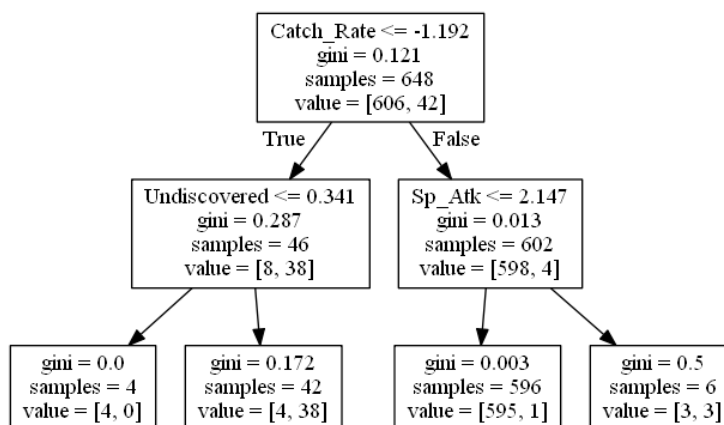 Catch_Rate <= -1.192
gini = 0.121
samples = 648
value = [606, 42]
True
False
Undiscovered <= 0.341
gini = 0.287
samples = 46
value = [8, 38]
Sp_Atk <= 2.147
gini = 0.013
samples = 602
value = [598, 4]
gini = 0.0
samples = 4
value = [4, 0]
gini = 0.172
samples = 42
value = [4, 38]
gini = 0.003
samples = 596
value = [595, 1]
gini = 0.5
samples = 6
value = [3, 3]